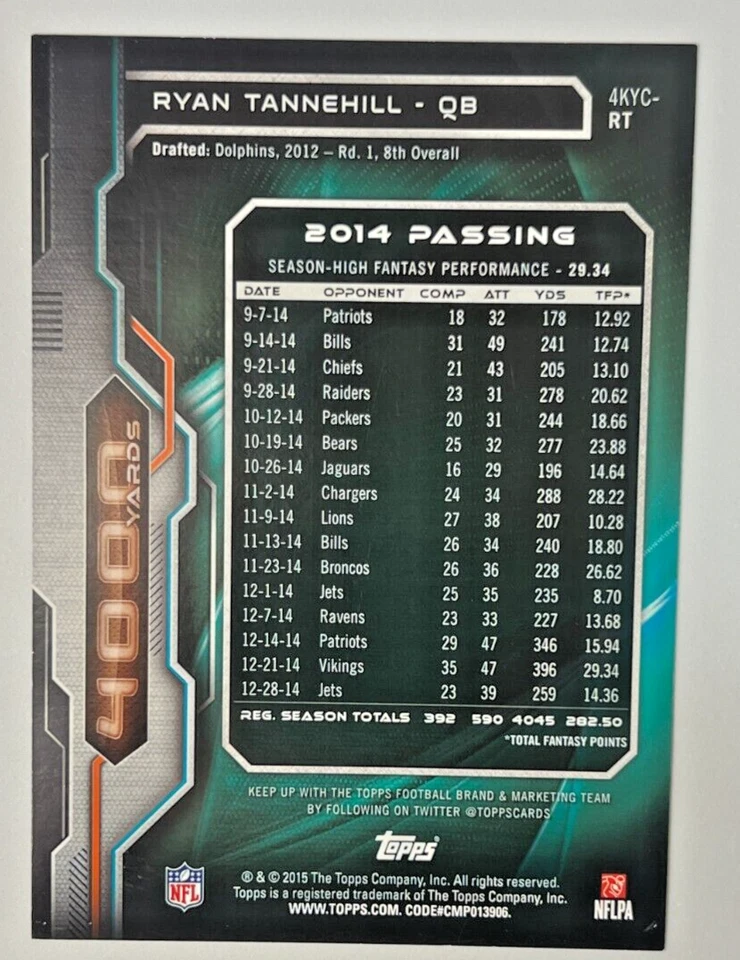 RYAN TANNEHILL - QB
4KYC-
RT
Drafted: Dolphins, 2012 – Rd. 1, 8th Overall
4000
YARDS
2014 PASSING
SEASON-HIGH FANTASY PERFORMANCE - 29.34
DATE OPPONENT COMP ATT YDS TFP*
9-7-14 Patriots 18 32 178 12.92
9-14-14 Bills 31 49 241 12.74
9-21-14 Chiefs 21 43 205 13.10
9-28-14 Raiders 23 31 278 20.62
10-12-14 Packers 20 31 244 18.66
10-19-14 Bears 25 32 277 23.88
10-26-14 Jaguars 16 29 196 14.64
11-2-14 Chargers 24 34 288 28.22
11-9-14 Lions 27 38 207 10.28
11-13-14 Bills 26 34 240 18.80
11-23-14 Broncos 26 36 228 26.62
12-1-14 Jets 25 35 235 8.70
12-7-14 Ravens 23 33 227 13.68
12-14-14 Patriots 29 47 346 15.94
12-21-14 Vikings 35 47 396 29.34
12-28-14 Jets 23 39 259 14.36
REG. SEASON TOTALS 392 590 4045 282.50
*TOTAL FANTASY POINTS
KEEP UP WITH THE TOPPS FOOTBALL BRAND & MARKETING TEAM
BY FOLLOWING ON TWITTER @TOPPSCARDS
Topps®
® & © 2015 The Topps Company, Inc. All rights reserved.
Topps is a registered trademark of The Topps Company, Inc.
WWW.TOPPS.COM. CODE#CMP013906.
NFL
NFLPA